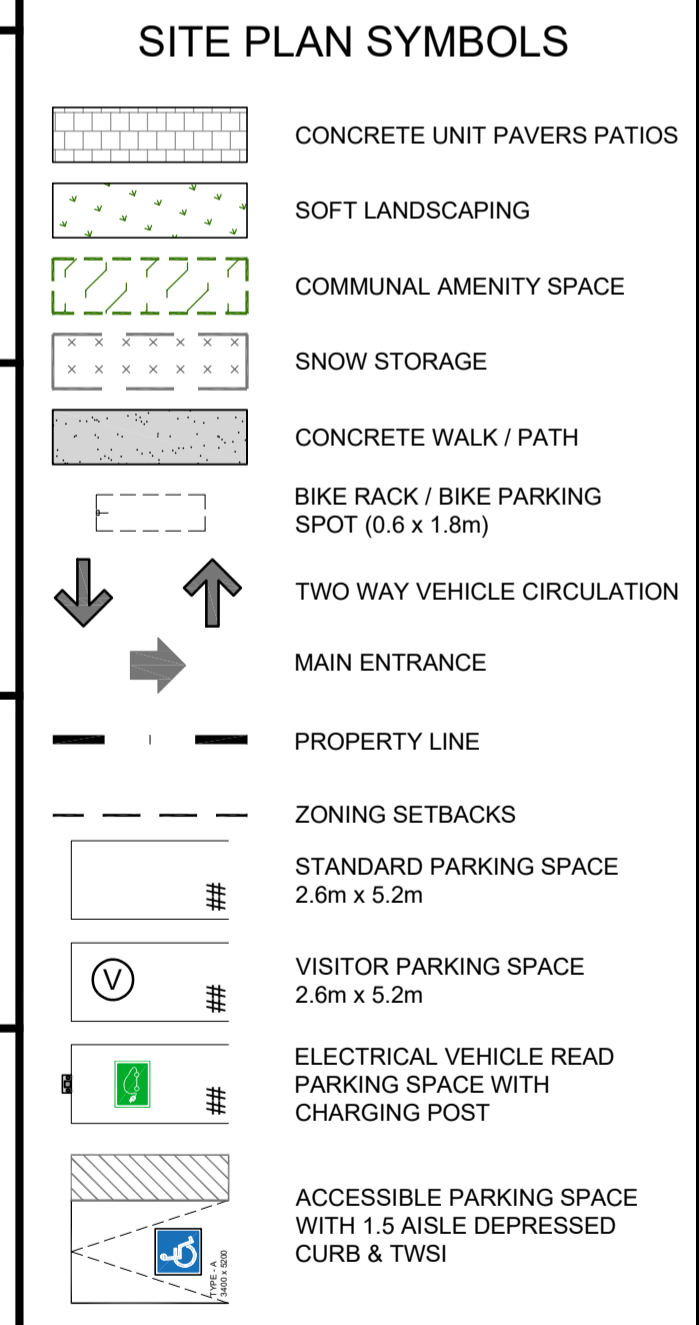 SITE PLAN SYMBOLS
CONCRETE UNIT PAVERS PATIOS
SOFT LANDSCAPING
COMMUNAL AMENITY SPACE
SNOW STORAGE
CONCRETE WALK / PATH
BIKE RACK / BIKE PARKING
SPOT (0.6 x 1.8m)
TWO WAY VEHICLE CIRCULATION
MAIN ENTRANCE
PROPERTY LINE
ZONING SETBACKS
##
STANDARD PARKING SPACE
2.6m x 5.2m
V
##
VISITOR PARKING SPACE
2.6m x 5.2m
##
ELECTRICAL VEHICLE READ
PARKING SPACE WITH
CHARGING POST
TYPE - A
3400 x 5200
ACCESSIBLE PARKING SPACE
WITH 1.5 AISLE DEPRESSED
CURB & TWSI